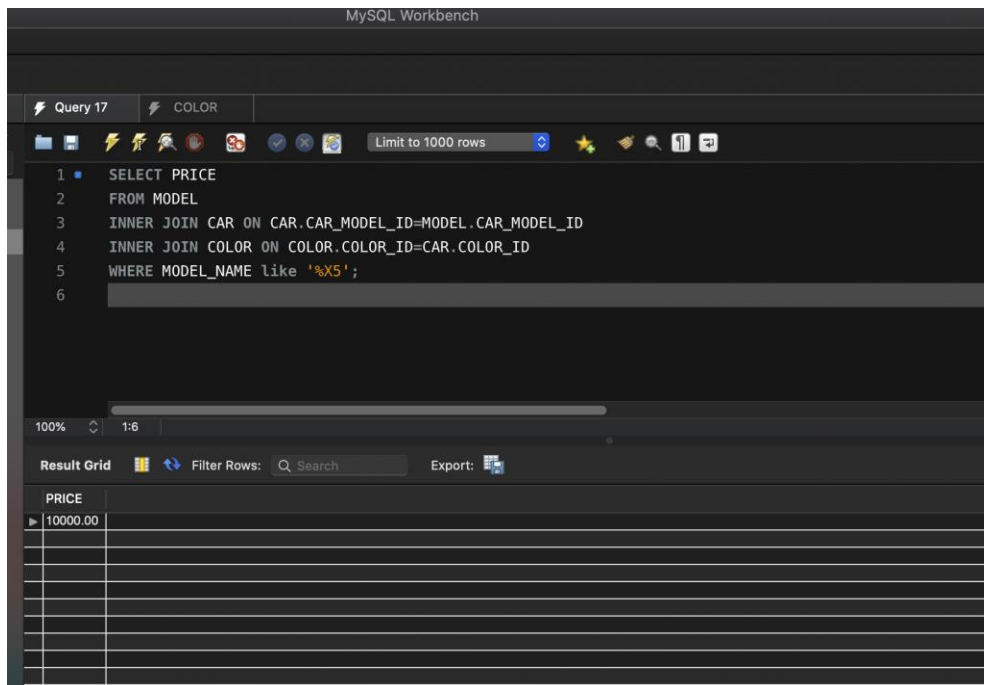 MySQL Workbench
Query 17
COLOR
Limit to 1000 rows
1 SELECT PRICE
2 FROM MODEL
3 INNER JOIN CAR ON CAR.CAR_MODEL_ID=MODEL.CAR_MODEL_ID
4 INNER JOIN COLOR ON COLOR.COLOR_ID=CAR.COLOR_ID
5 WHERE MODEL_NAME like '%X5';
6
100% 1:6
Result Grid Filter Rows: Search Export:
PRICE
10000.00